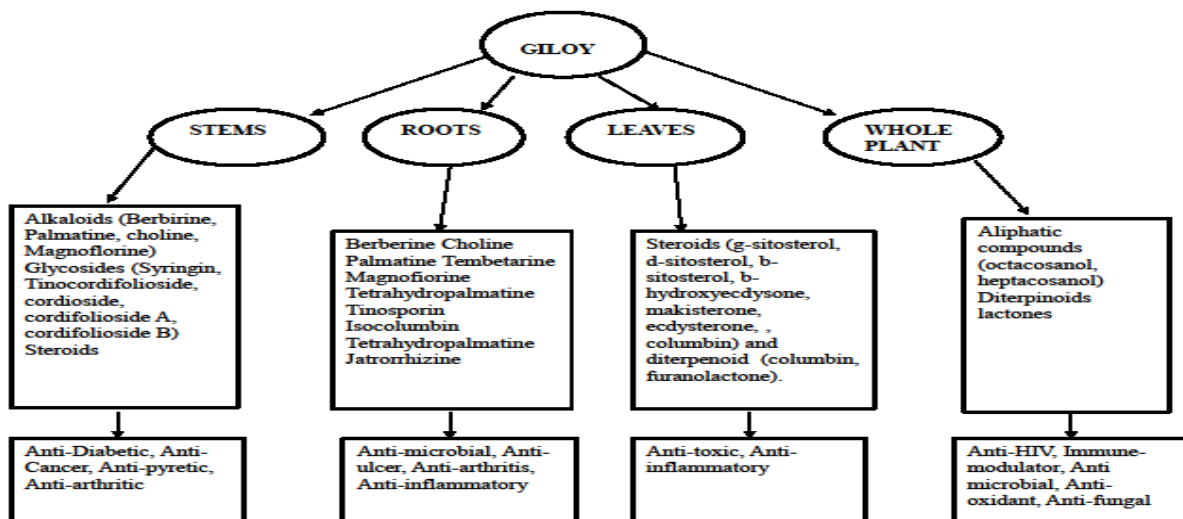 GILOY
STEMS
ROOTS
LEAVES
WHOLE
PLANT
Alkaloids (Berbirine,
Palmatine, choline,
Magnoflorine)
Glycosides (Syringin,
Tinocordifolioside,
cordioside,
cordifolioside A,
cordifolioside B)
Steroids
Berberine Choline
Palmatine Tembetarine
Magnofiorine
Tetrahydropalmatine
Tinosporin
Isocolumbin
Tetrahydropalmatine
Jatrorrhizine
Steroids (g-sitosterol,
d-sitosterol, b-
sitosterol, b-
hydroxyecdysone,
makisterone,
ecdysterone, ,
columbin) and
diterpenoid (columbin,
furanolactone).
Aliphatic
compounds
(octacosanol,
heptacosanol)
Diterpinoids
lactones
Anti-Diabetic, Anti-
Cancer, Anti-pyretic,
Anti-arthritic
Anti-microbial, Anti-
ulcer, Anti-arthritis,
Anti-inflammatory
Anti-toxic, Anti-
inflammatory
Anti-HIV, Immune-
modulator, Anti
microbial, Anti-
oxidant, Anti-fungal